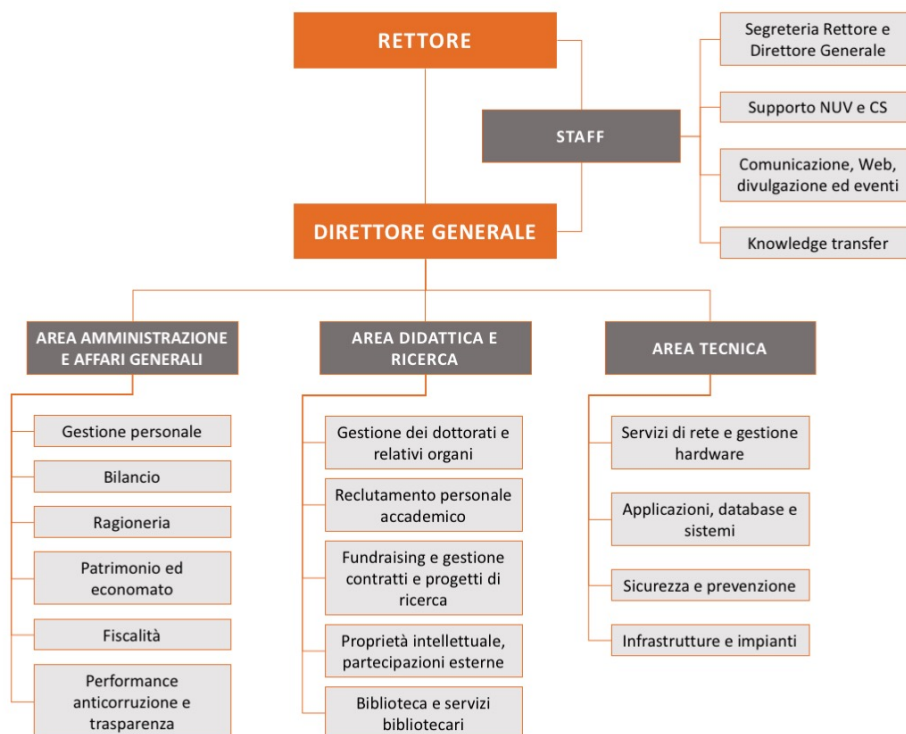 RETTORE
Segreteria Rettore e
Direttore Generale
Supporto NUV e CS
STAFF
Comunicazione, Web,
divulgazione ed eventi
DIRETTORE GENERALE
Knowledge transfer
AREA AMMINISTRAZIONE
E AFFARI GENERALI
Gestione personale
Bilancio
Ragioneria
Patrimonio ed
economato
Fiscalità
Performance
anticorruzione e
trasparenza
AREA DIDATTICA E
RICERCA
Gestione dei dottorati e
relativi organi
Reclutamento personale
accademico
Fundraising e gestione
contratti e progetti di
ricerca
Proprietà intellettuale,
partecipazioni esterne
Biblioteca e servizi
bibliotecari
AREA TECNICA
Servizi di rete e gestione
hardware
Applicazioni, database e
sistemi
Sicurezza e prevenzione
Infrastrutture e impianti